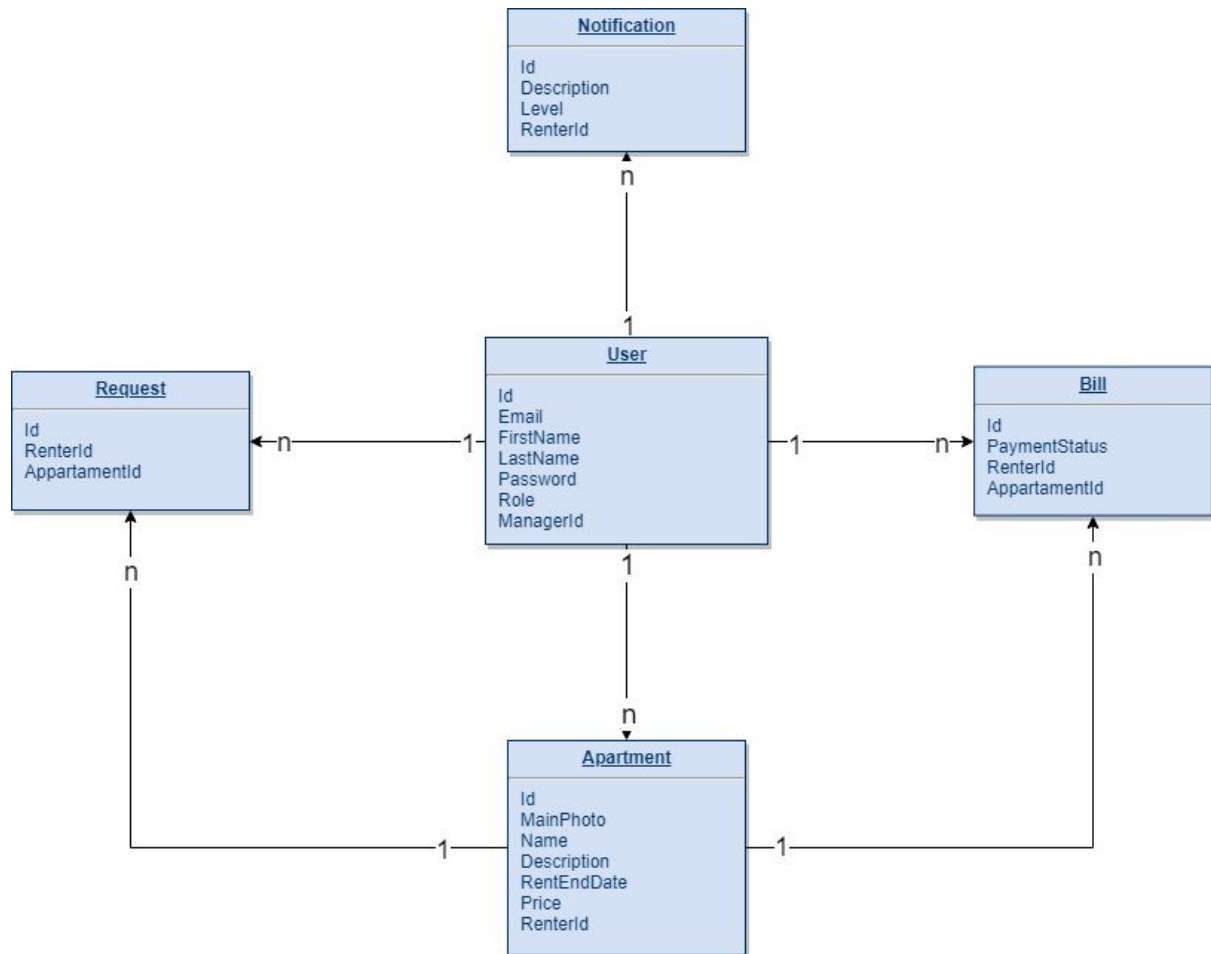 Notification
Id
Description
Level
RenterId
n
1
User
Id
Email
FirstName
LastName
Password
Role
ManagerId
Request
Id
RenterId
AppartamentId
n
1
Bill
Id
PaymentStatus
RenterId
AppartamentId
1
n
n
1
n
n
Apartment
Id
MainPhoto
Name
Description
RentEndDate
Price
RenterId
1
1